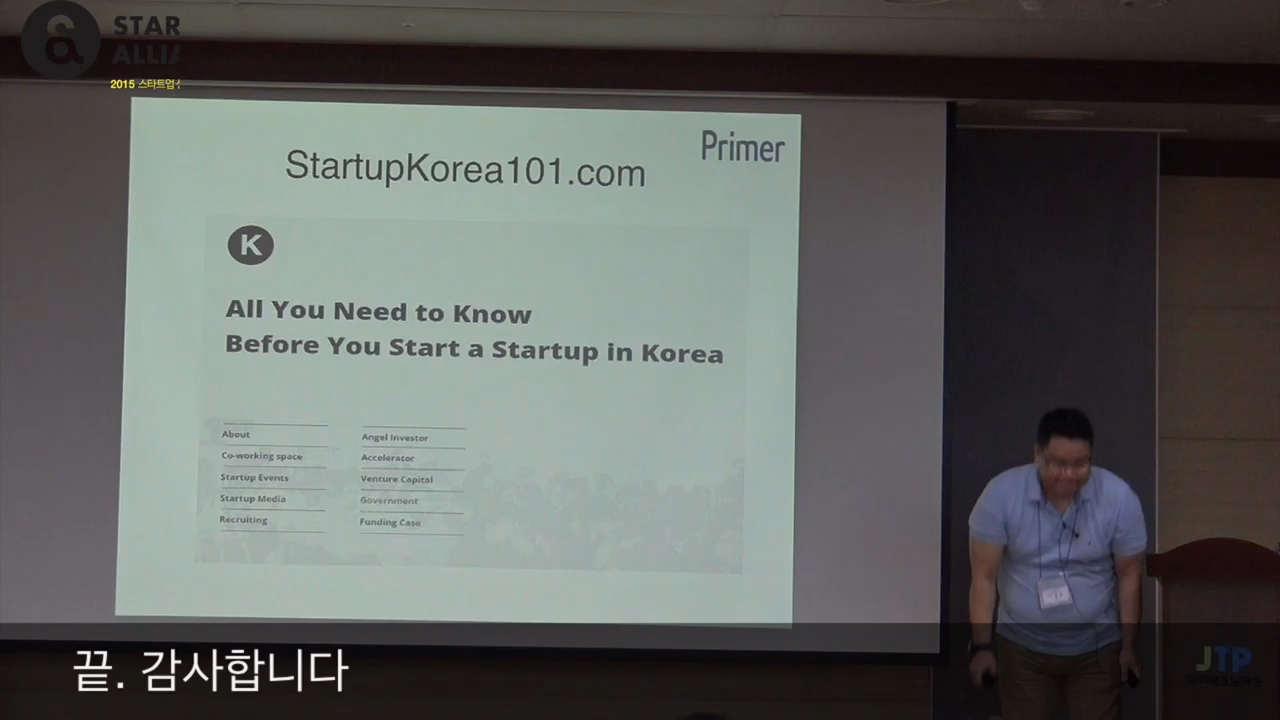 STAR
ALLIA
2015 스타트업
Primer
StartupKorea101.com
K
All You Need to Know
Before You Start a Startup in Korea
About
Co-working space
Startup Events
Startup Media
Recruiting
Angel Investor
Accelerator
Venture Capital
Government
Funding Case
끝. 감사합니다
JTP